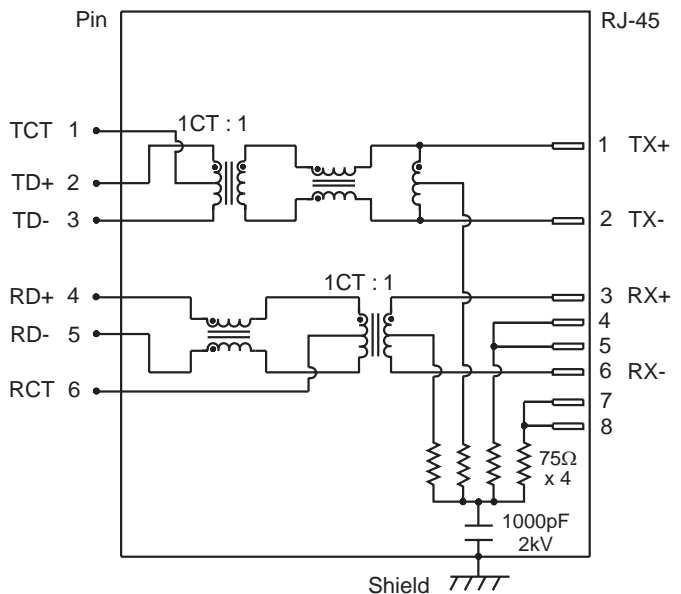 Pin
RJ-45
TCT 1
1CT : 1
1 TX+
TD+ 2
TD- 3
2 TX-
1CT : 1
RD+ 4
3 RX+
4
RD- 5
5
RCT 6
6 RX-
7
8
75Ω
x 4
1000pF
2kV
Shield